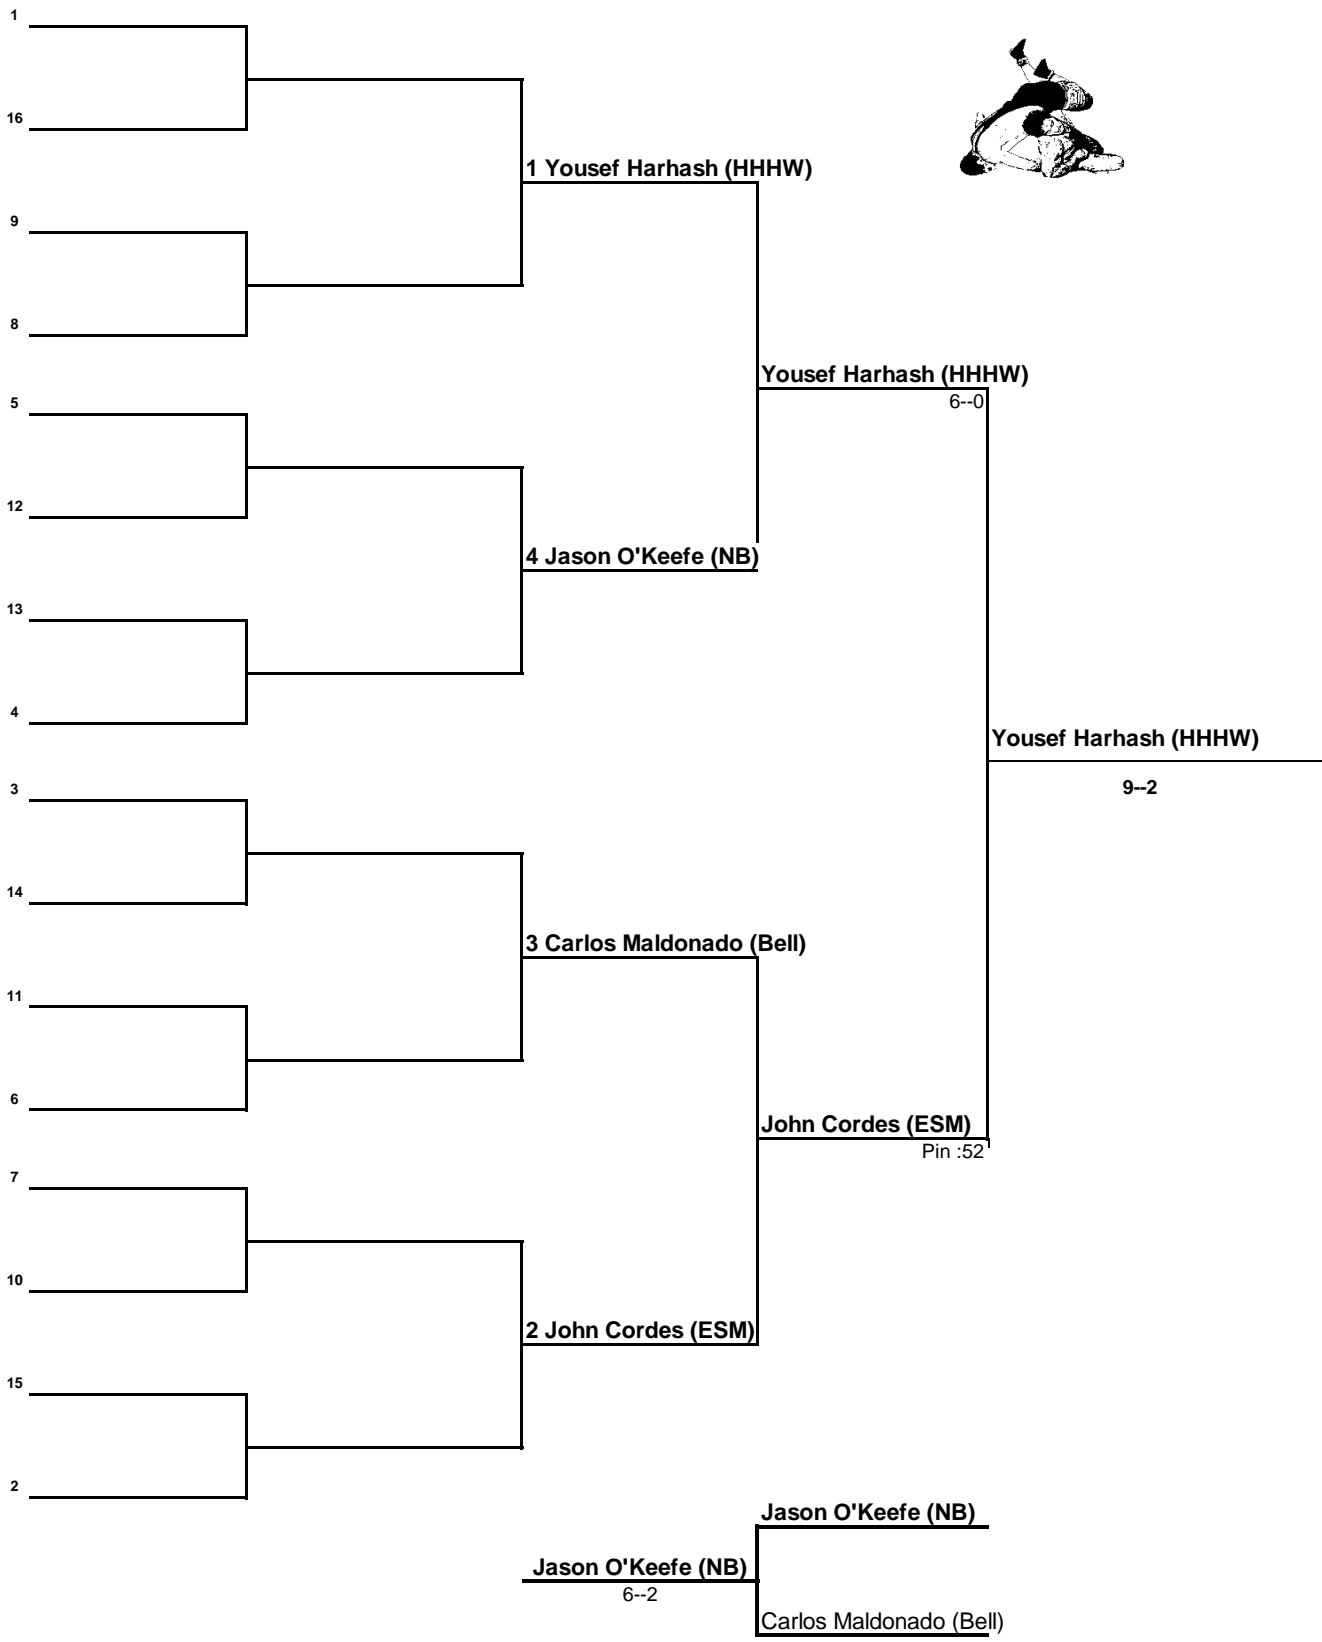 1
16
1 Yousef Harhash (HHHW)
9
8
Yousef Harhash (HHHW)
6--0
5
12
4 Jason O'Keefe (NB)
13
4
Yousef Harhash (HHHW)
9--2
3
14
3 Carlos Maldonado (Bell)
11
6
John Cordes (ESM)
Pin :52
7
10
2 John Cordes (ESM)
15
2
Jason O'Keefe (NB)
Jason O'Keefe (NB)
6--2
Carlos Maldonado (Bell)